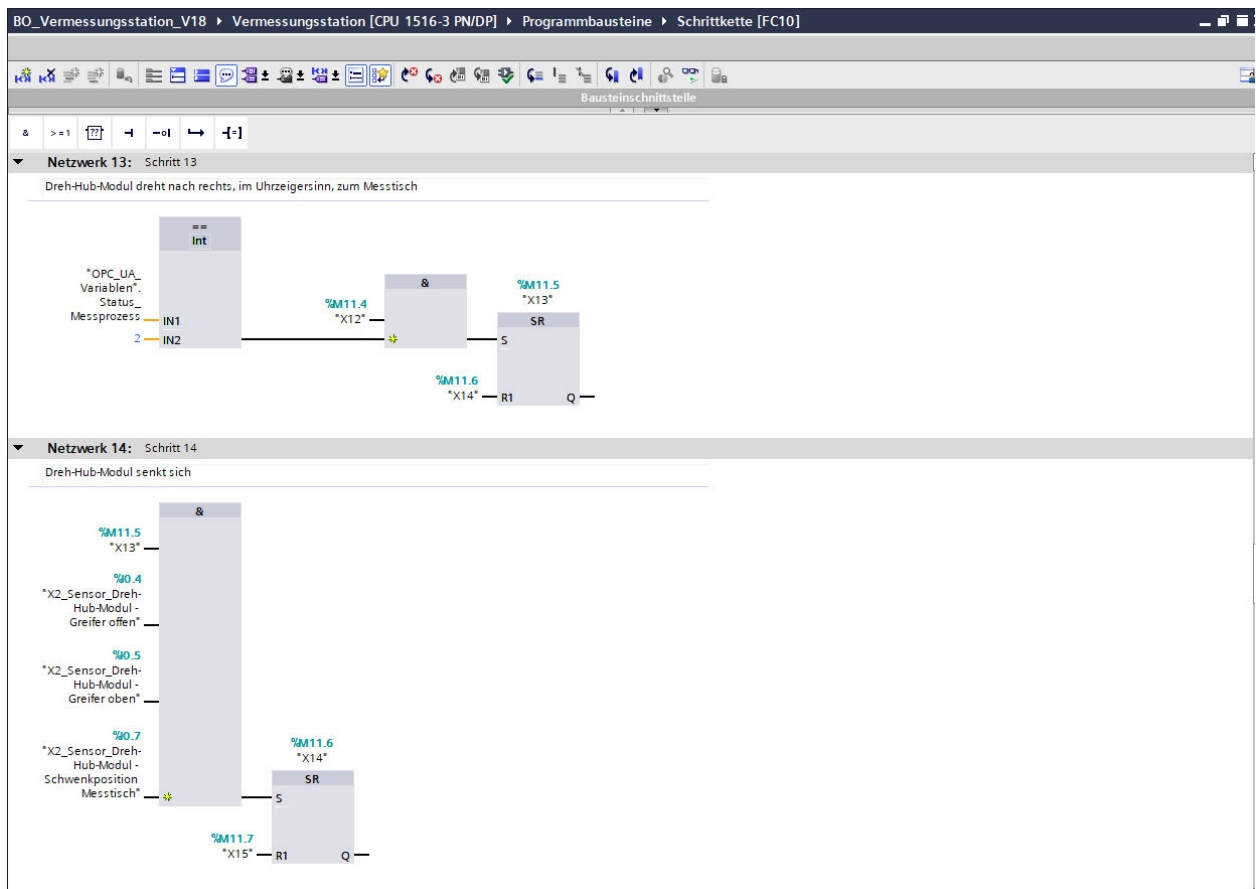 BO_Vermessungsstation_V18 ▸ Vermessungsstation [CPU 1516-3 PN/DP] ▸ Programmbausteine ▸ Schrittkette [FC10]
Bausteinschnittstelle
& >=1 ?? ⊣ –o| ↦ -[=]
Netzwerk 13: Schritt 13
Dreh-Hub-Modul dreht nach rechts, im Uhrzeigersinn, zum Messtisch
==
Int
"OPC_UA_
Variablen".
Status_
Messprozess
IN1
2
IN2
%M11.4
"X12"
&
%M11.5
"X13"
SR
S
%M11.6
"X14"
R1
Q
Netzwerk 14: Schritt 14
Dreh-Hub-Modul senkt sich
&
%M11.5
"X13"
%I0.4
"X2_Sensor_Dreh-
Hub-Modul -
Greifer offen"
%I0.5
"X2_Sensor_Dreh-
Hub-Modul -
Greifer oben"
%I0.7
"X2_Sensor_Dreh-
Hub-Modul -
Schwenkposition
Messtisch"
%M11.6
"X14"
SR
S
%M11.7
"X15"
R1
Q